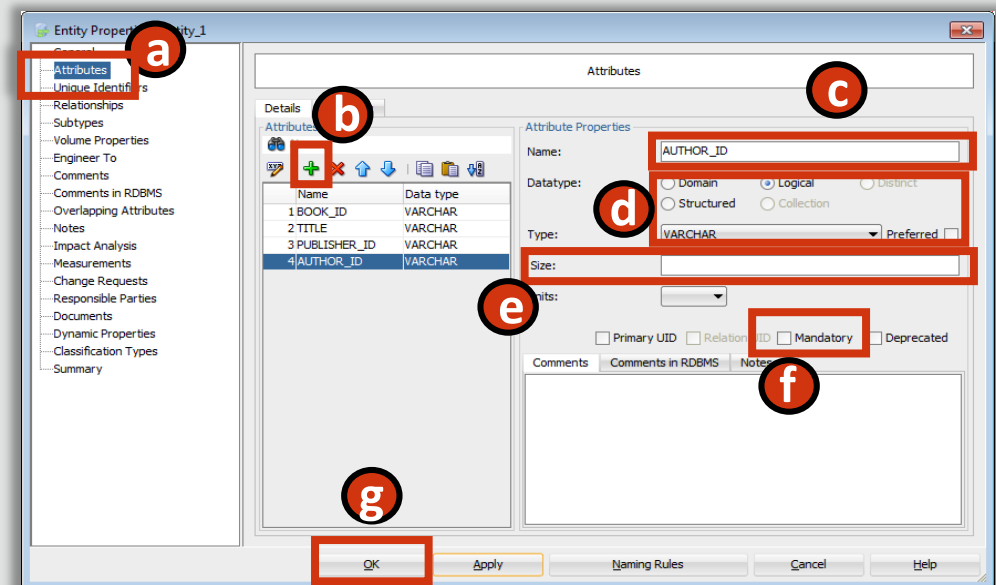 Entity Proper
ity_1
a
General
Attributes
Unique Identifiers
Relationships
Subtypes
Volume Properties
Engineer To
Comments
Comments in RDBMS
Overlapping Attributes
Notes
Impact Analysis
Measurements
Change Requests
Responsible Parties
Documents
Dynamic Properties
Classification Types
Summary
Attributes
c
Details
b
Attributes
Name Data type
1 BOOK_ID VARCHAR
2 TITLE VARCHAR
3 PUBLISHER_ID VARCHAR
4 AUTHOR_ID VARCHAR
Attribute Properties
Name: AUTHOR_ID
Datatype: Domain Logical Distinct
d Structured Collection
Type: VARCHAR Preferred
Size:
e
Primary UID Relation UID Mandatory Deprecated
Comments Comments in RDBMS Notes
f
g
OK Apply Naming Rules Cancel Help